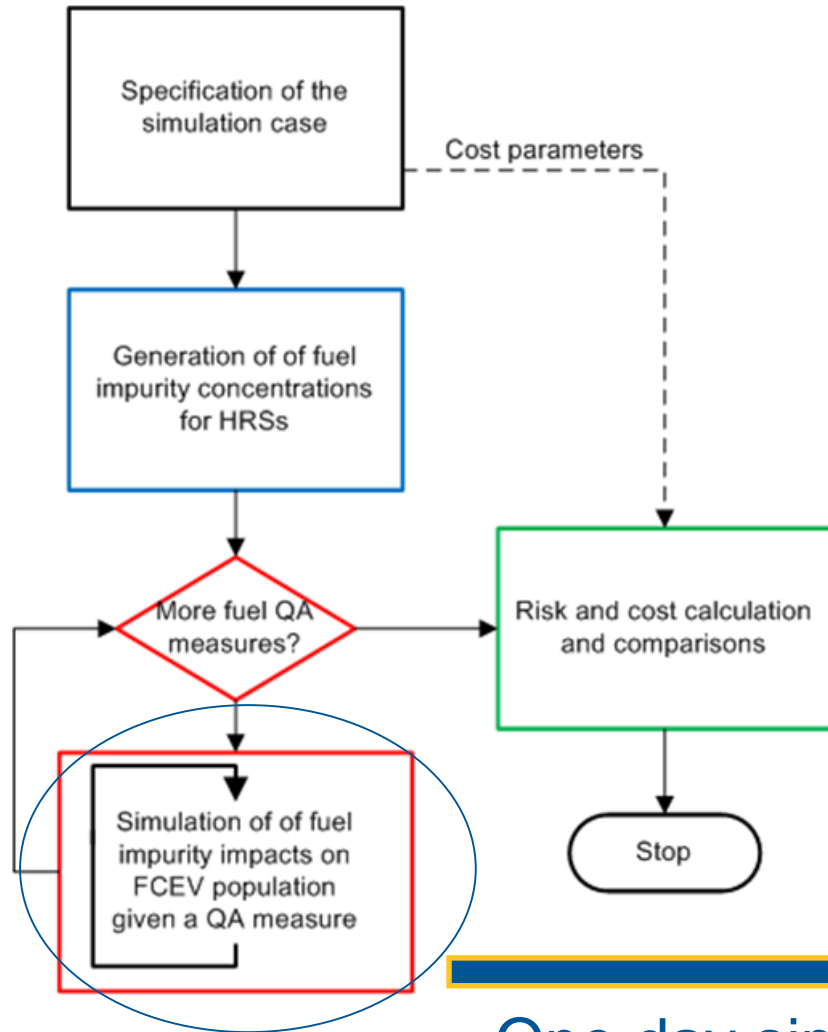 Specification of the
simulation case
Cost parameters
Generation of of fuel
impurity concentrations
for HRSs
More fuel QA
measures?
Risk and cost calculation
and comparisons
Simulation of of fuel
impurity impacts on
FCEV population
given a QA measure
Stop
One day